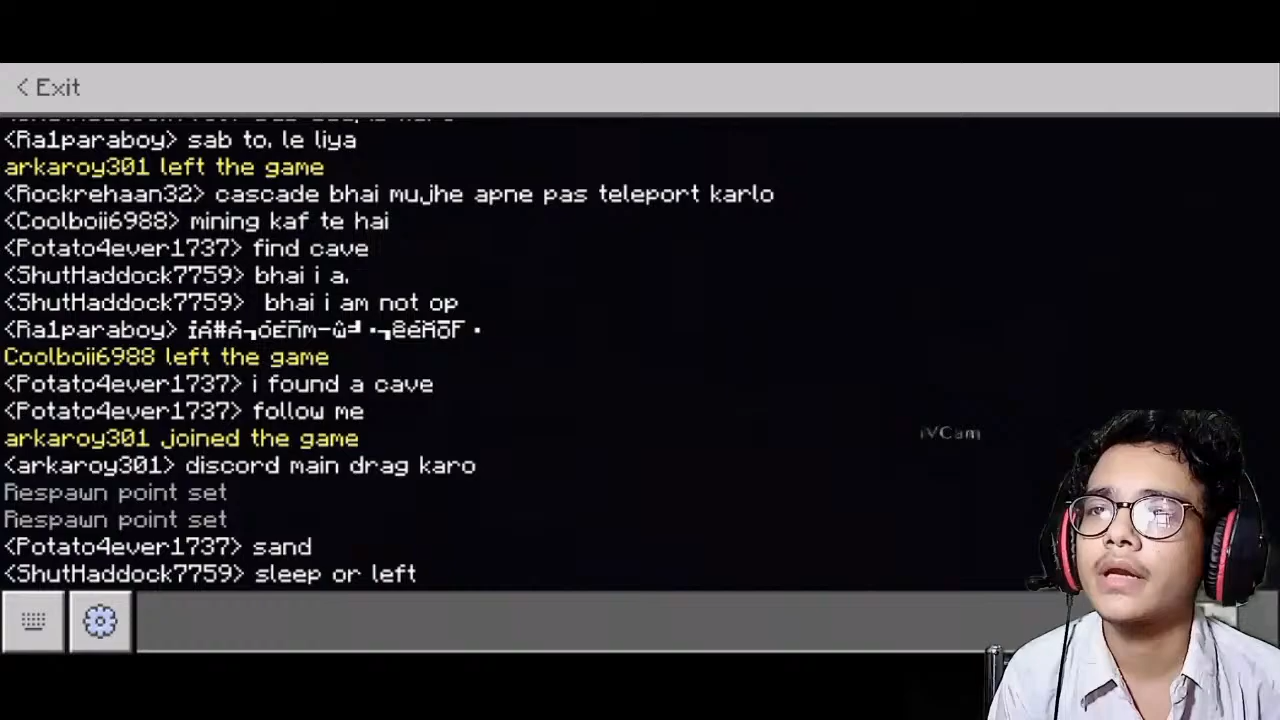 < Exit
<Ra1paraboy> sab to. le liya
arkaroy301 left the game
<Rockrehaan32> cascade bhai mujhe apne pas teleport karlo
<Coolboii6988> mining kaf te hai
<Potato4ever1737> find cave
<ShutHaddock7759> bhai i a.
<ShutHaddock7759> bhai i am not op
<Ra1paraboy>
Coolboii6988 left the game
<Potato4ever1737> i found a cave
<Potato4ever1737> follow me
arkaroy301 joined the game
iVCam
<arkaroy301> discord main drag karo
Respawn point set
Respawn point set
<Potato4ever1737> sand
<ShutHaddock7759> sleep or left